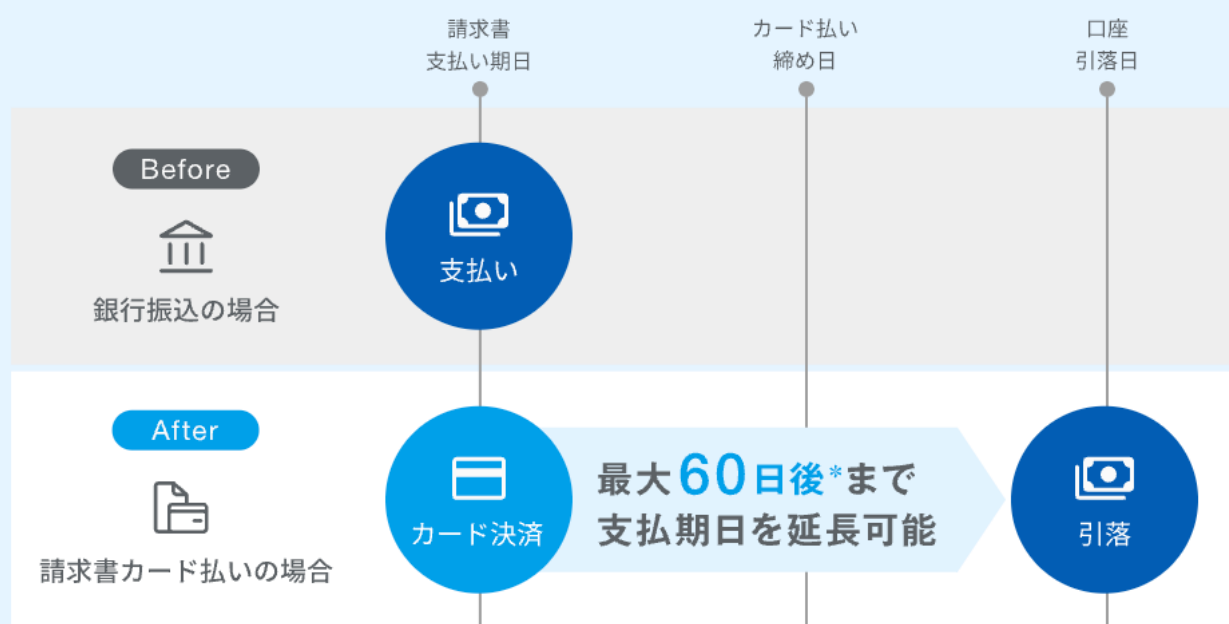 請求書
支払い期日
カード払い
締め日
口座
引落日
Before
銀行振込の場合
支払い
After
請求書カード払いの場合
カード決済
最大60日後*まで
支払期日を延長可能
引落